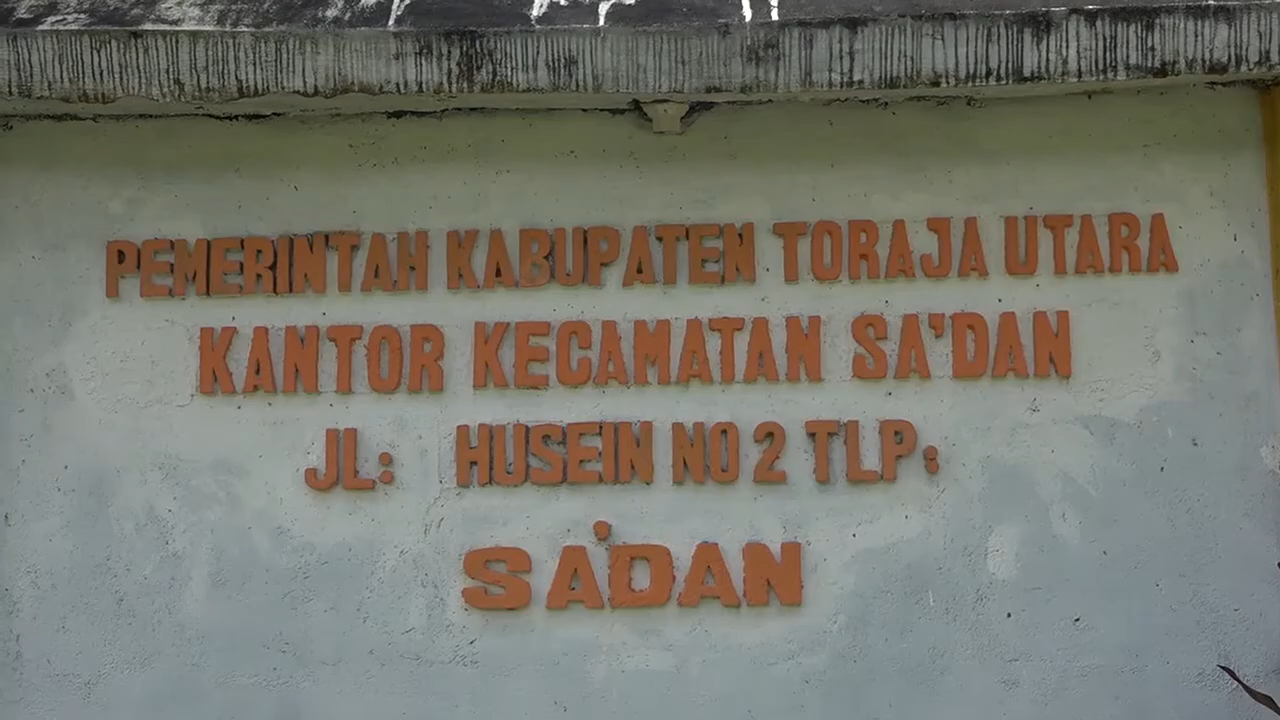 PEMERINTAH KABUPATEN TORAJA UTARA
KANTOR KECAMATAN SA'DAN
JL: HUSEIN NO 2 TLP:
SA'DAN